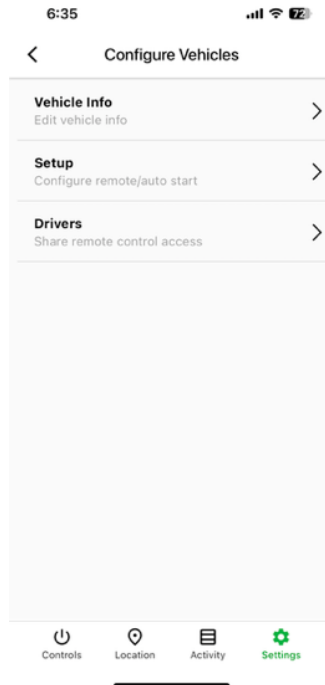 6:35
72
Configure Vehicles
Vehicle Info
Edit vehicle info
Setup
Configure remote/auto start
Drivers
Share remote control access
Controls
Location
Activity
Settings